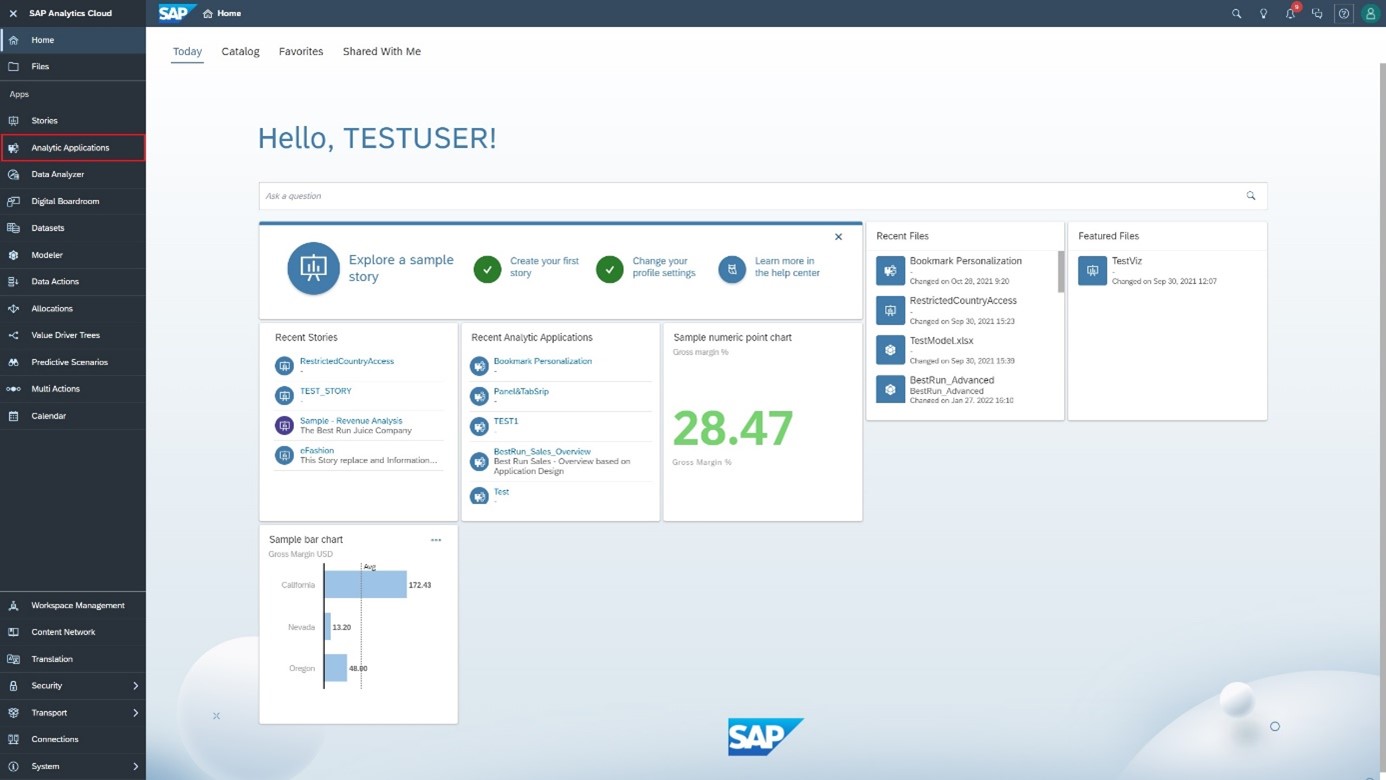 SAP Analytics Cloud
Home
Files
Apps
Stories
Analytic Applications
Data Analyzer
Digital Boardroom
Datasets
Modeler
Data Actions
Allocations
Value Driver Trees
Predictive Scenarios
Multi Actions
Calendar
Workspace Management
Content Network
Translation
Security
Transport
Connections
System
SAP Home
Today Catalog Favorites Shared With Me
Hello, TESTUSER!
Ask a question
Explore a sample
story
Create your first
story
Change your
profile settings
Learn more in
the help center
Recent Files
Bookmark Personalization
-
Changed on Oct 28, 2021 9:20
RestrictedCountryAccess
-
Changed on Sep 30, 2021 15:23
TestModel.xlsx
-
Changed on Sep 30, 2021 15:39
BestRun_Advanced
BestRun_Advanced
Changed on Jan 27, 2022 16:10
Featured Files
TestViz
-
Changed on Sep 30, 2021 12:07
Recent Stories
RestrictedCountryAccess
-
TEST_STORY
-
Sample - Revenue Analysis
The Best Run Juice Company
eFashion
This Story replace and Information...
Recent Analytic Applications
Bookmark Personalization
-
Panel&TabSrip
-
TEST1
-
BestRun_Sales_Overview
Best Run Sales - Overview based on
Application Design
Test
-
Sample numeric point chart
Gross margin %
28.47
Gross Margin %
Sample bar chart
Gross Margin USD
Avg
California 172.43
Nevada 13.20
Oregon 48.00
SAP